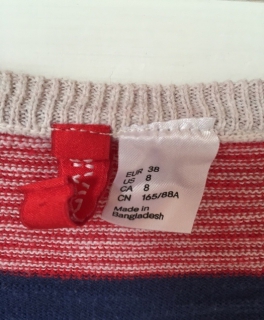 EUR 38
US 8
CA 8
CN 165/88A
Made in
Bangladesh